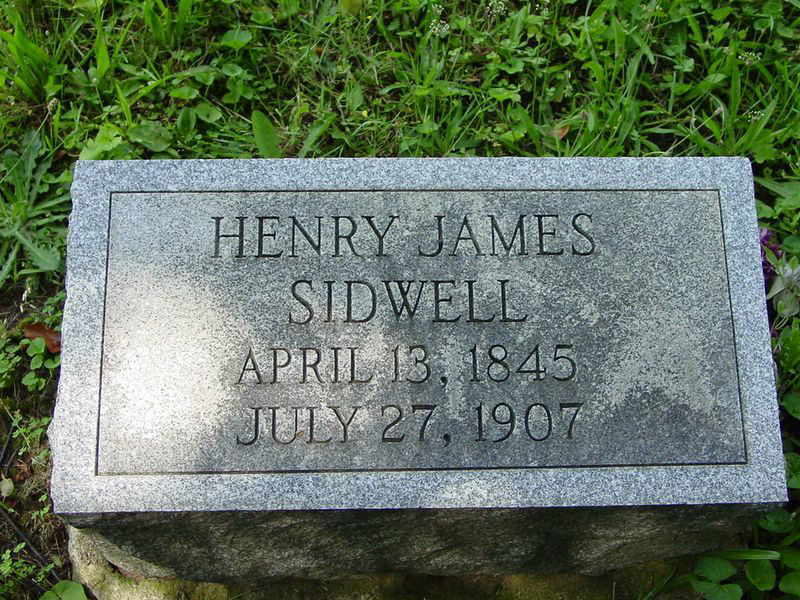 HENRY JAMES
SIDWELL
APRIL 13, 1845
JULY 27, 1907